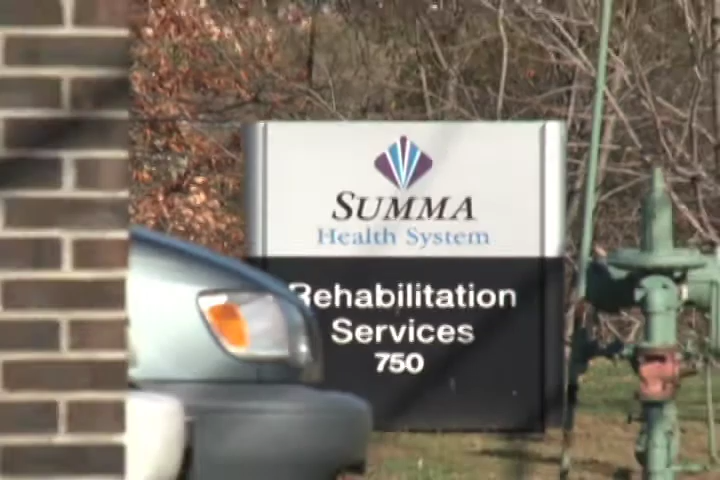 SUMMA
Health System
Rehabilitation
Services
750